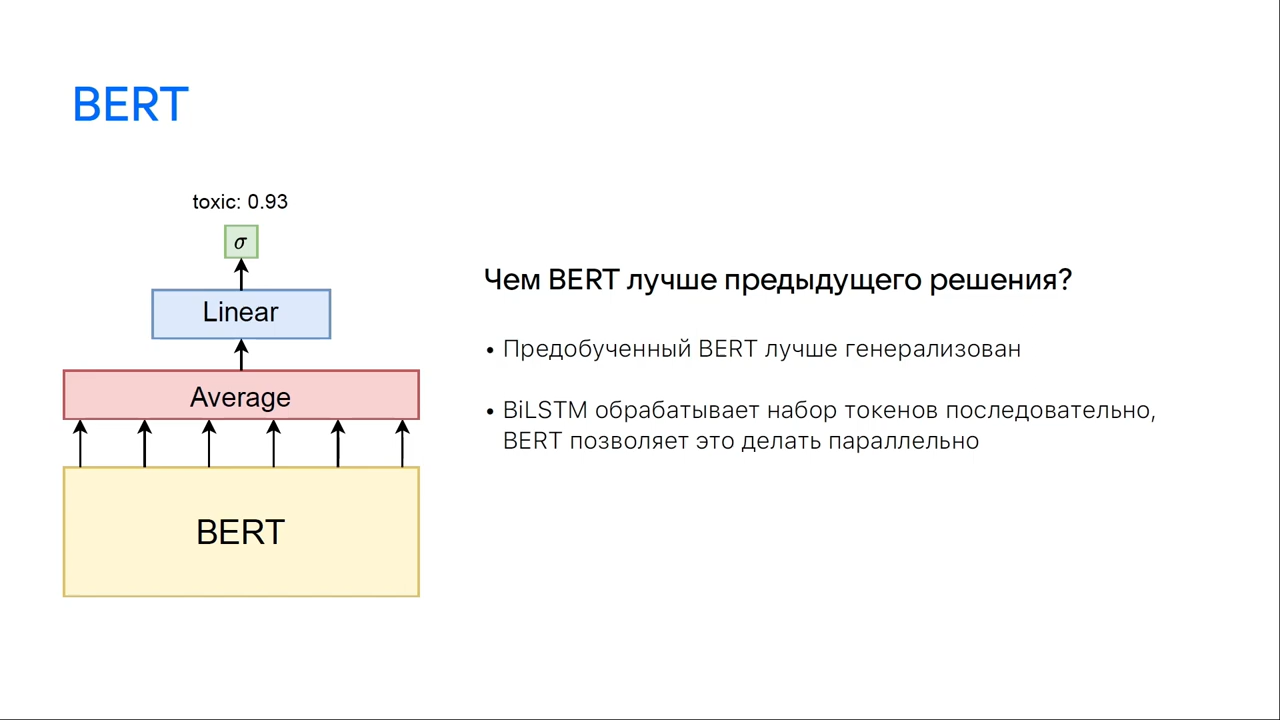 BERT
toxic: 0.93
σ
Linear
Average
BERT
Чем BERT лучше предыдущего решения?
• Предобученный BERT лучше генерализован
• BiLSTM обрабатывает набор токенов последовательно,
BERT позволяет это делать параллельно